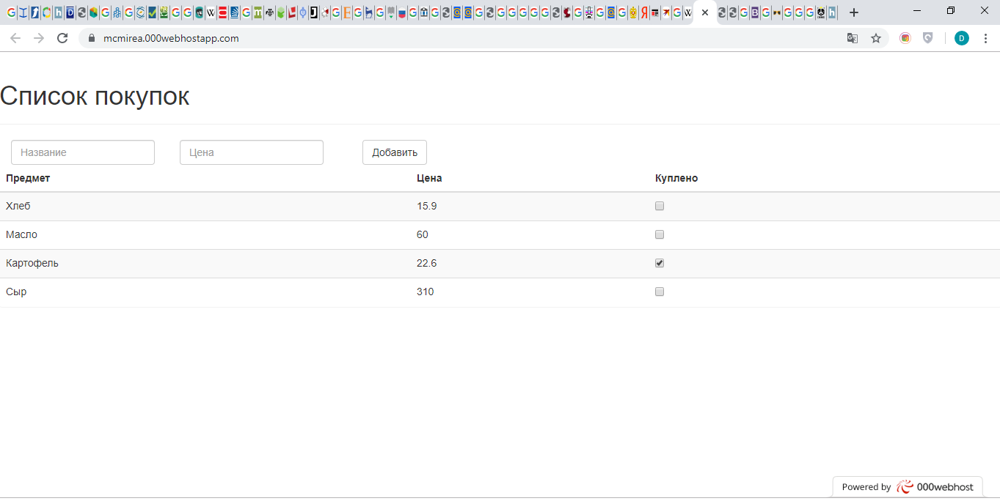 mcmirea.000webhostapp.com
D
Список покупок
Название Цена Добавить
Предмет Цена Куплено
Хлеб 15.9
Масло 60
Картофель 22.6
Сыр 310
Powered by 000webhost